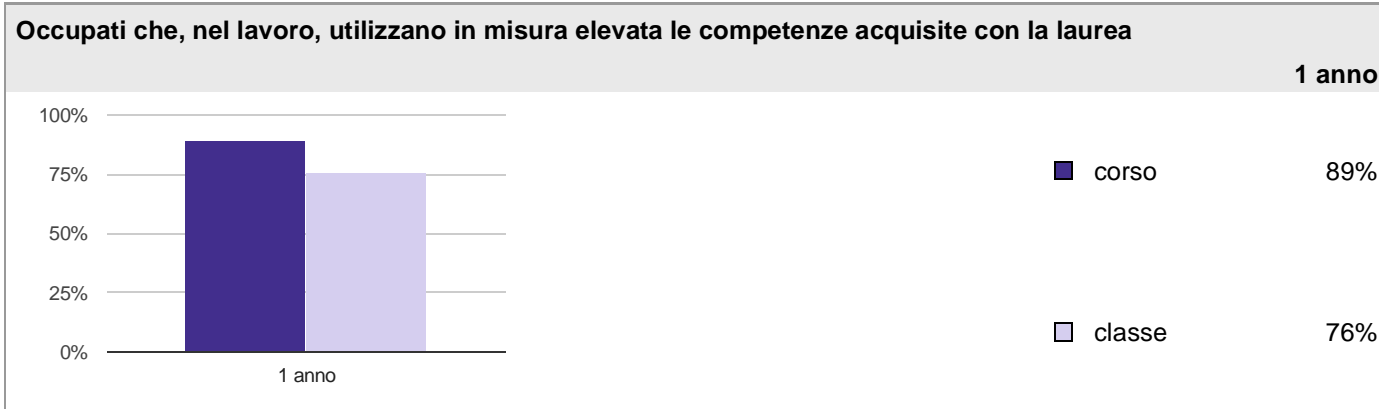 Occupati che, nel lavoro, utilizzano in misura elevata le competenze acquisite con la laurea
1 anno
100%
75%
50%
25%
0%
1 anno
corso 89%
classe 76%